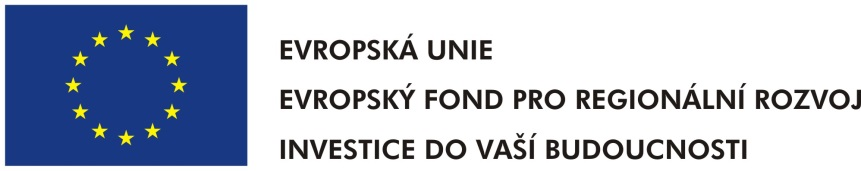 EVROPSKÁ UNIE
EVROPSKÝ FOND PRO REGIONÁLNÍ ROZVOJ
INVESTICE DO VAŠÍ BUDOUCNOSTI